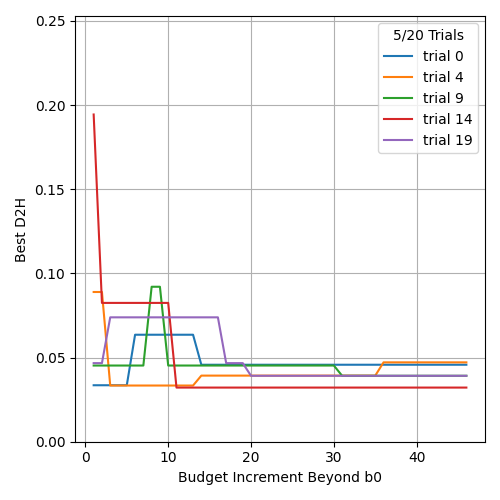 5/20 Trials
trial 0
trial 4
trial 9
trial 14
trial 19
Best D2H
0.25
0.20
0.15
0.10
0.05
0.00
0 10 20 30 40
Budget Increment Beyond b0